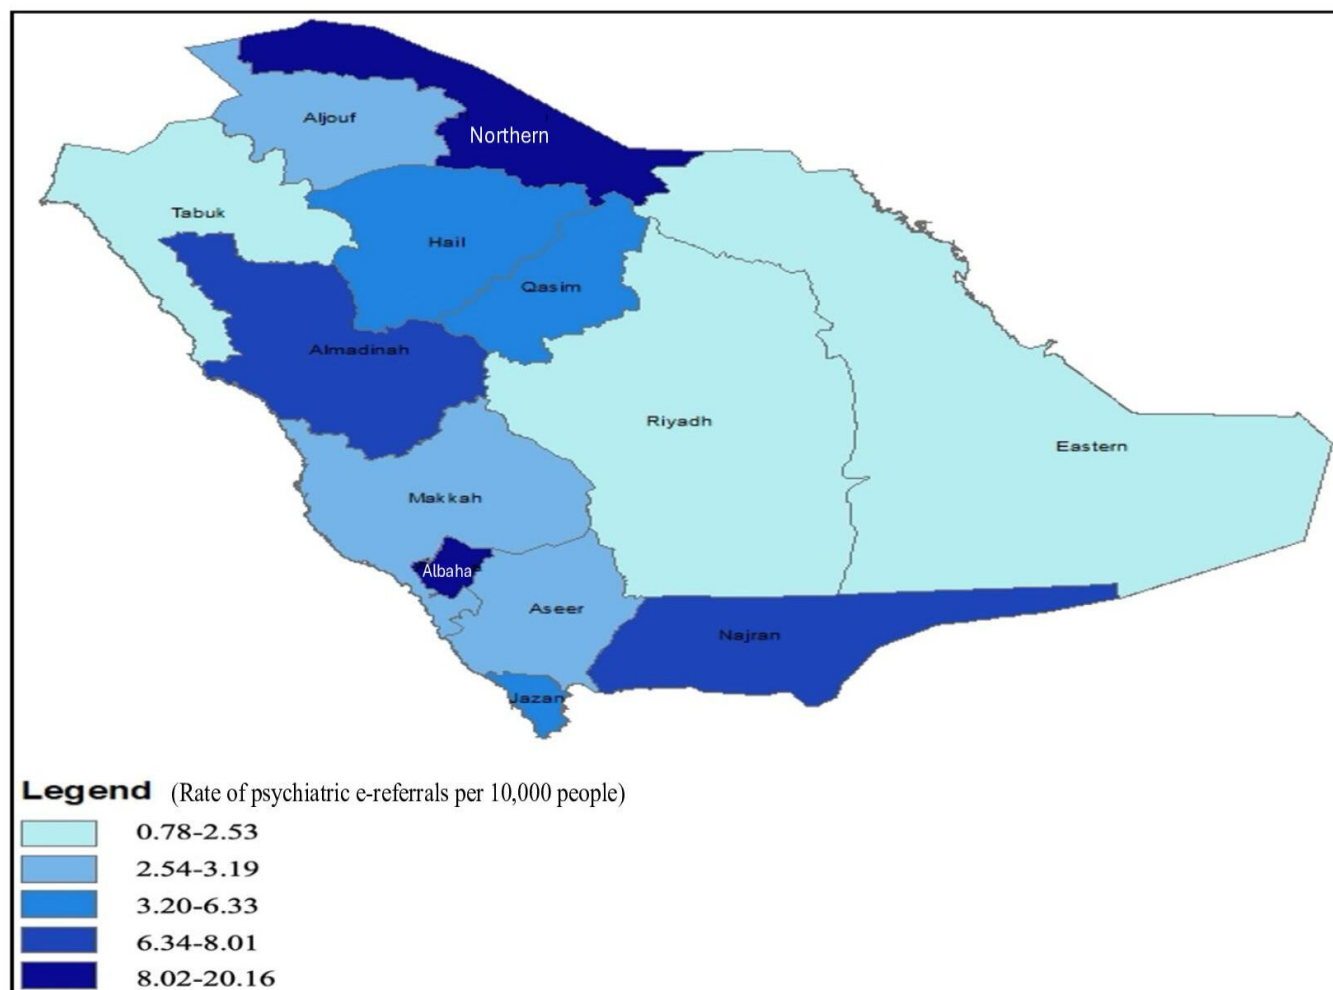 Aljouf
Northern
Tabuk
Hail
Qasim
Almadinah
Riyadh
Eastern
Makkah
Albaha
Aseer
Najran
Jazan
Legend (Rate of psychiatric e-referrals per 10,000 people)
0.78-2.53
2.54-3.19
3.20-6.33
6.34-8.01
8.02-20.16